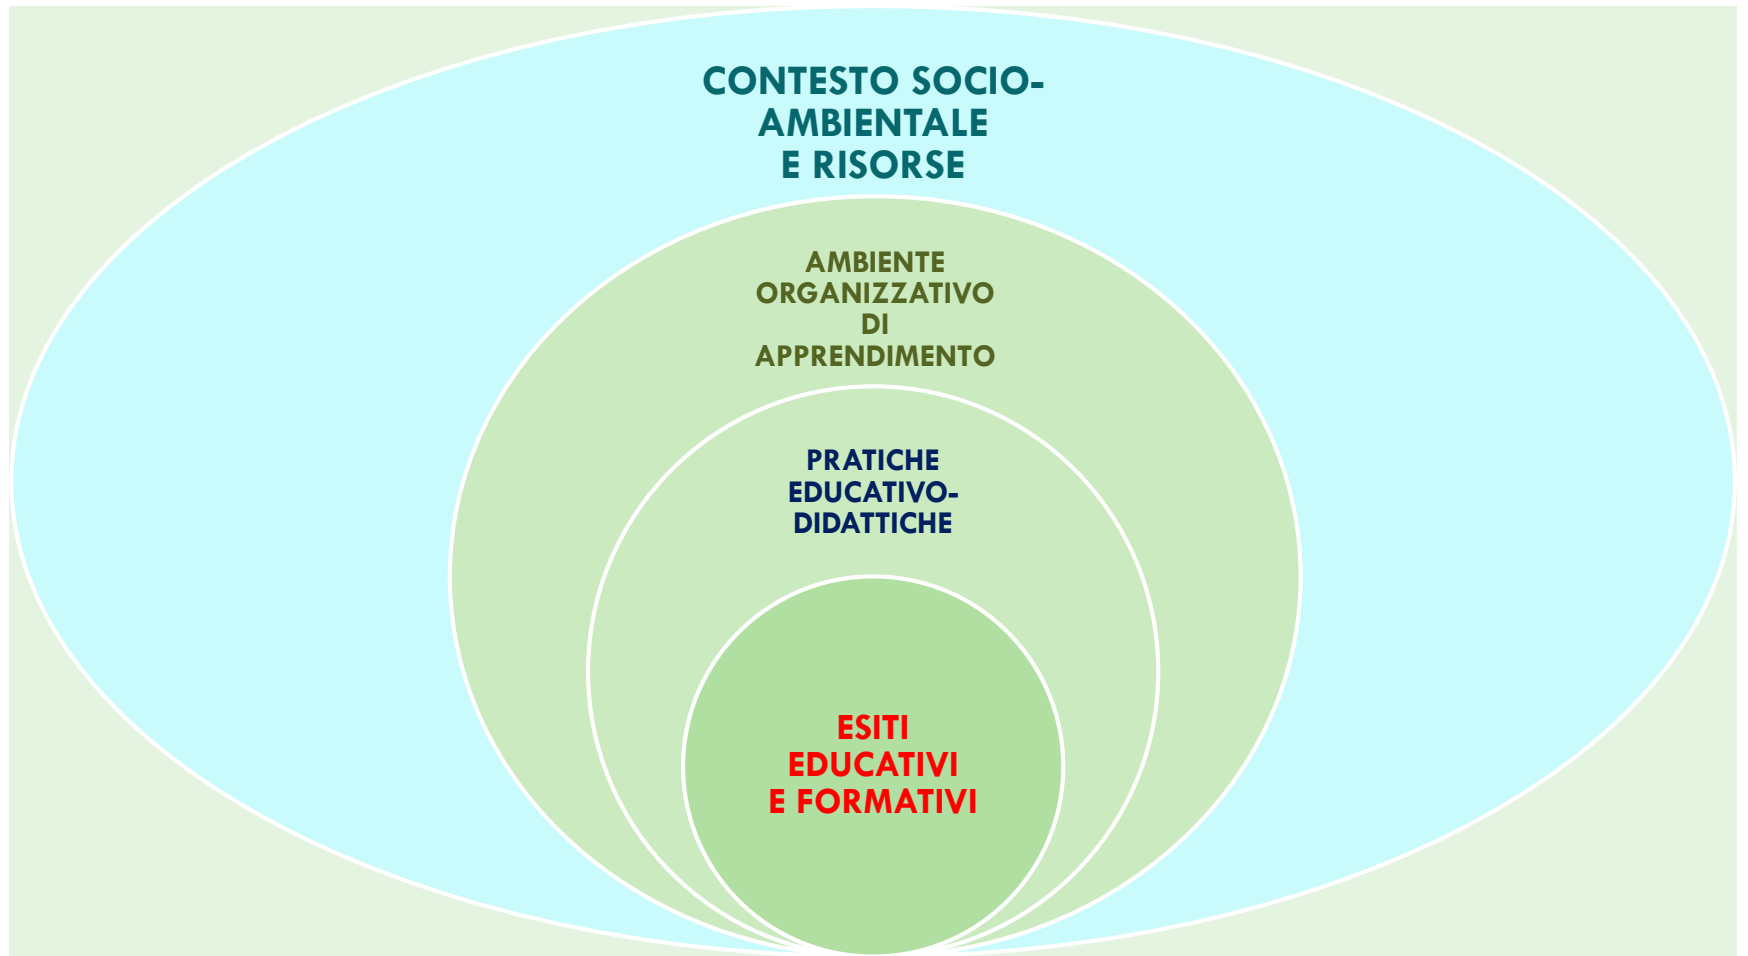 CONTESTO SOCIO-
AMBIENTALE
E RISORSE
AMBIENTE
ORGANIZZATIVO
DI
APPRENDIMENTO
PRATICHE
EDUCATIVO-
DIDATTICHE
ESITI
EDUCATIVI
E FORMATIVI